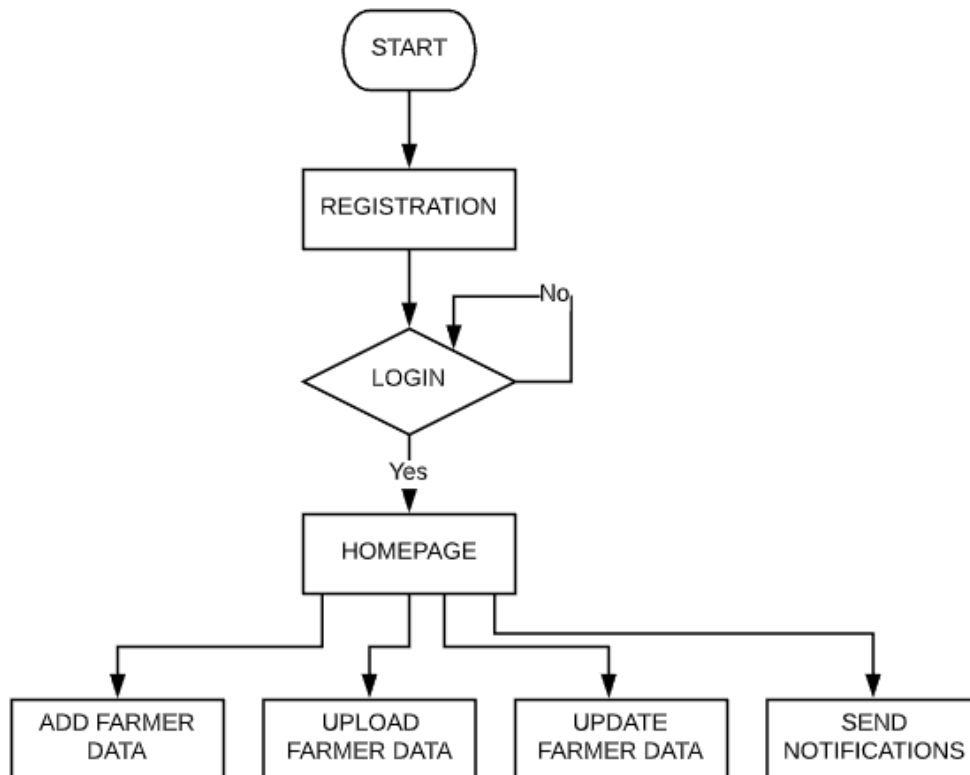 START
REGISTRATION
No
LOGIN
Yes
HOMEPAGE
ADD FARMER
DATA
UPLOAD
FARMER DATA
UPDATE
FARMER DATA
SEND
NOTIFICATIONS